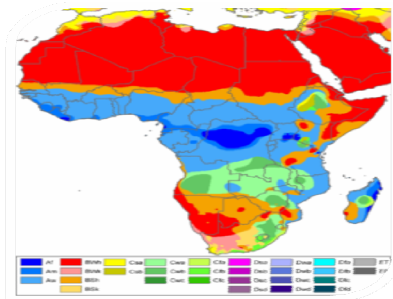 Af BWh Csa Cwa Cfa Dsa Dwa Dfa ET
Am BWk Csb Cwb Cfb Dsb Dwb Dfb EF
Aw BSh Cwc Cfc Dsc Dwc Dfc
BSk Dsd Dwd Dfd